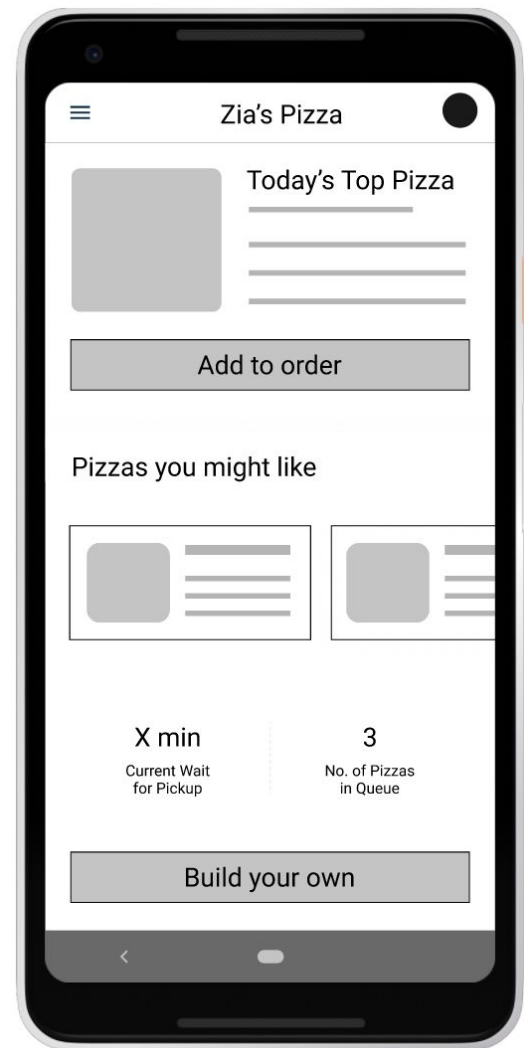 Zia's Pizza
Today's Top Pizza
Add to order
Pizzas you might like
X min
Current Wait
for Pickup
3
No. of Pizzas
in Queue
Build your own